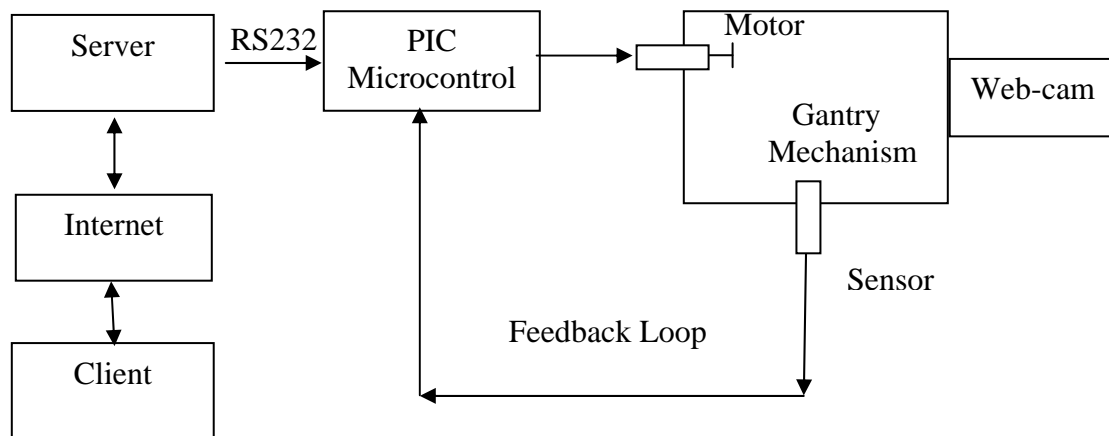 Server
RS232
PIC
Microcontrol
Motor
Gantry
Mechanism
Web-cam
Internet
Sensor
Feedback Loop
Client